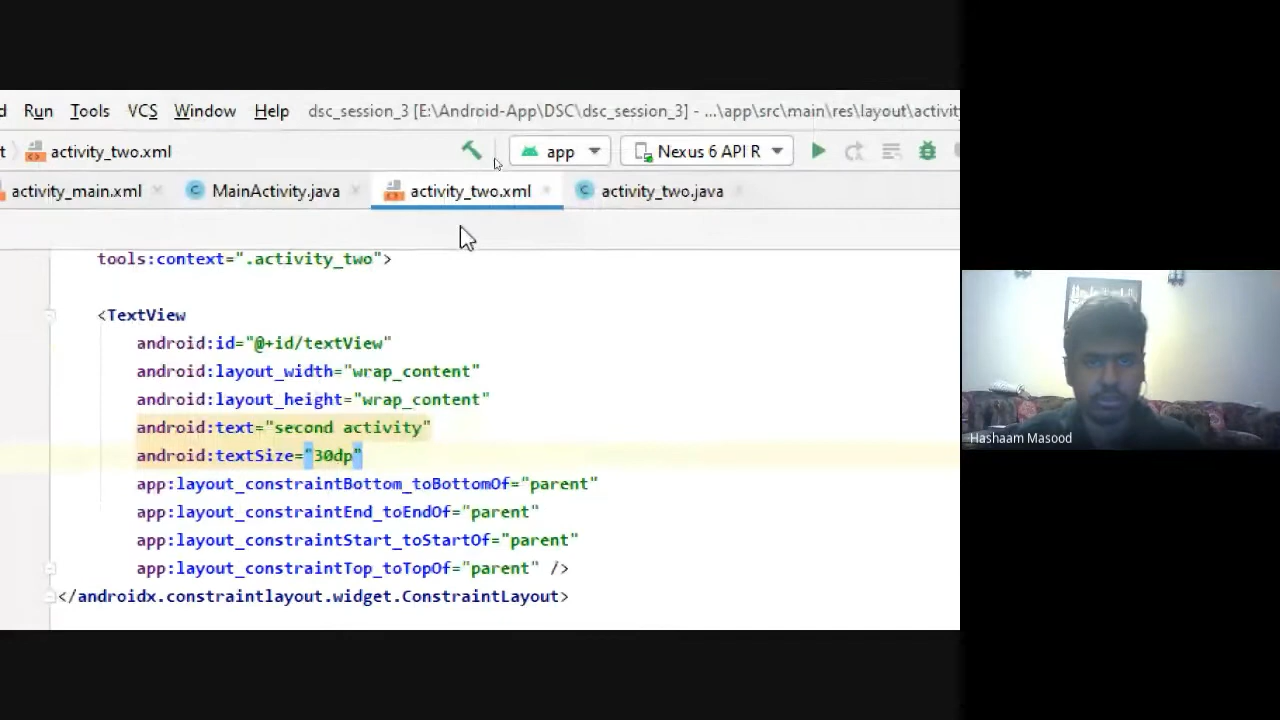 d Run Tools VCS Window Help dsc_session_3 [E:\Android-App\DSC\dsc_session_3] - ...\app\src\main\res\layout\activity
t activity_two.xml app Nexus 6 API R
activity_main.xml MainActivity.java activity_two.xml activity_two.java
tools:context=".activity_two">
<TextView
android:id="@+id/textView"
android:layout_width="wrap_content"
android:layout_height="wrap_content"
android:text="second activity"
android:textSize="30dp"
app:layout_constraintBottom_toBottomOf="parent"
app:layout_constraintEnd_toEndOf="parent"
app:layout_constraintStart_toStartOf="parent"
app:layout_constraintTop_toTopOf="parent" />
</androidx.constraintlayout.widget.ConstraintLayout>
Hashaam Masood